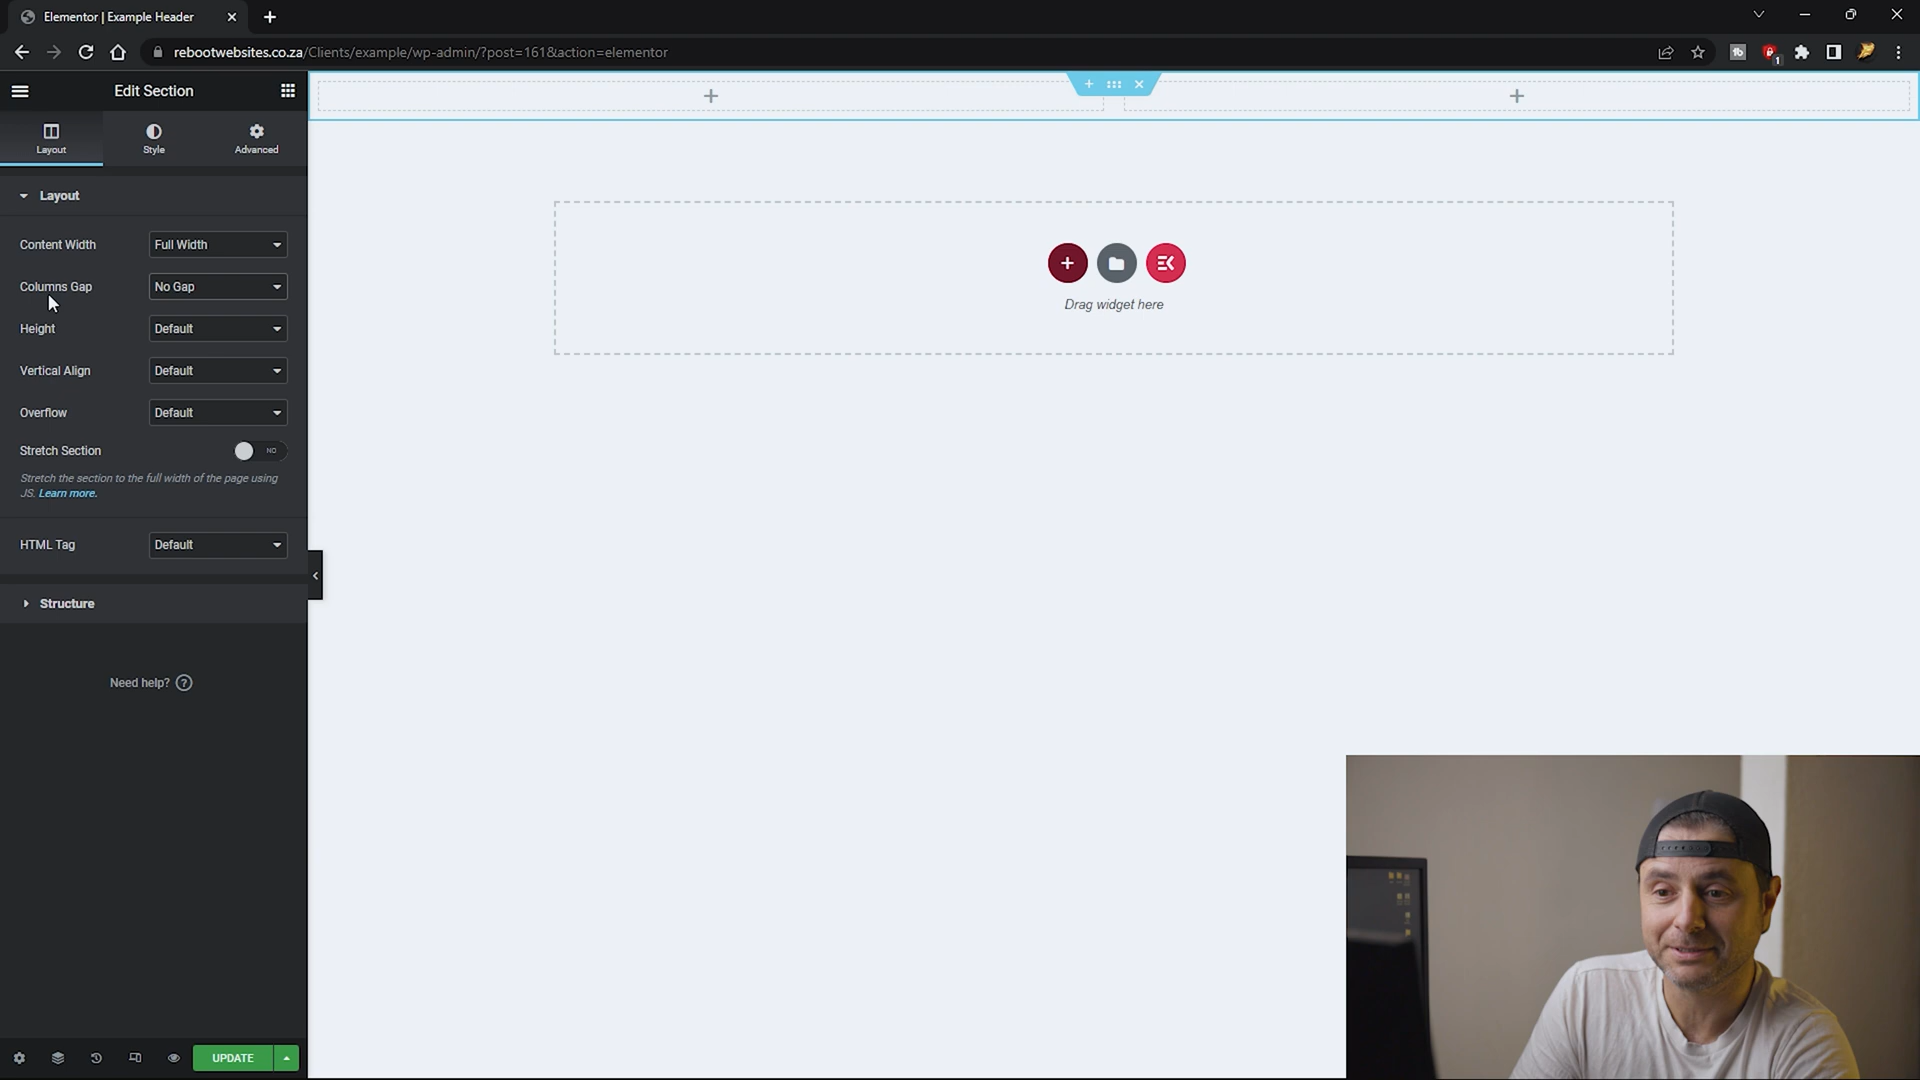 Elementor | Example Header
rebootwebsites.co.za/Clients/example/wp-admin/?post=161&action=elementor
1
Edit Section
Layout
Style
Advanced
Layout
Content Width
Full Width
Columns Gap
No Gap
Height
Default
Vertical Align
Default
Overflow
Default
Stretch Section
NO
Stretch the section to the full width of the page using
JS. Learn more.
HTML Tag
Default
Structure
Need help?
UPDATE
Drag widget here